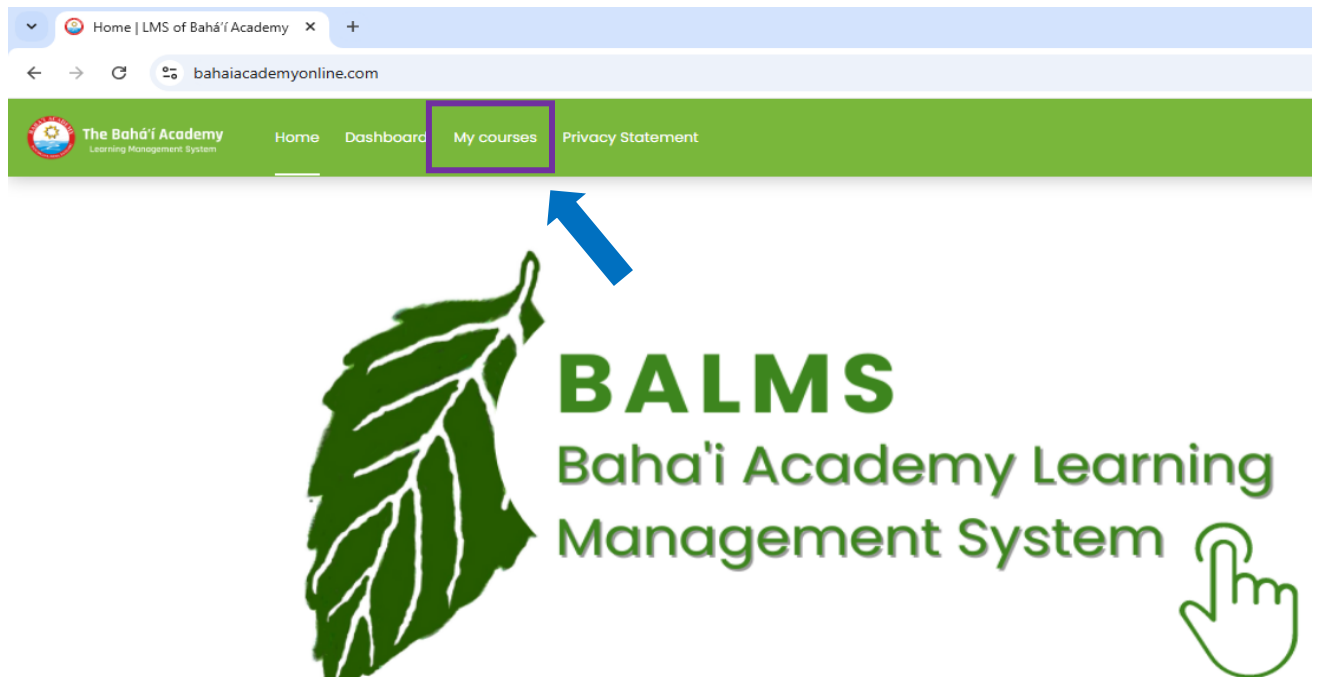 Home | LMS of Bahá’í Academy
bahaiacademyonline.com
The Bahá’í Academy
Learning Management System
Home Dashboard My courses Privacy Statement
BALMS
Baha'i Academy Learning
Management System